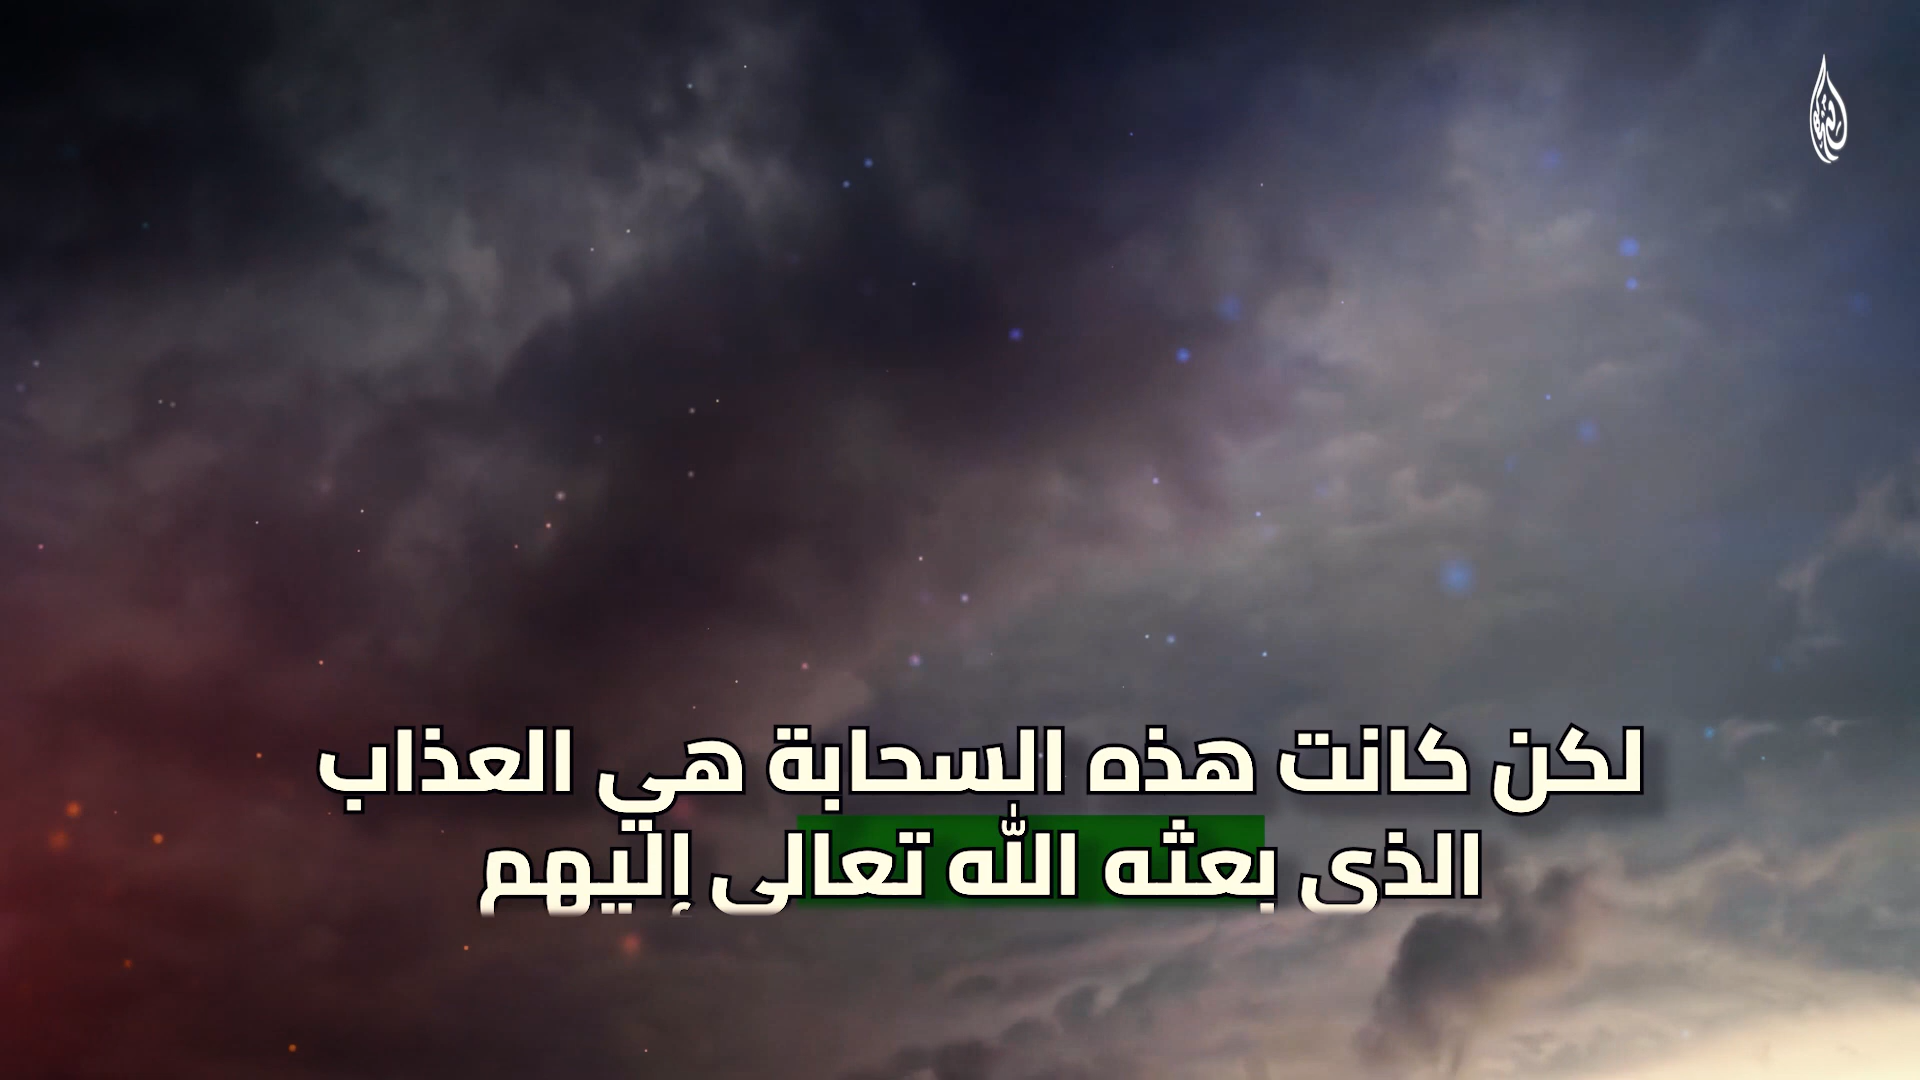 لكن كانت هذه السحابة هي العذاب
الذى بعثه الله تعالى إليهم